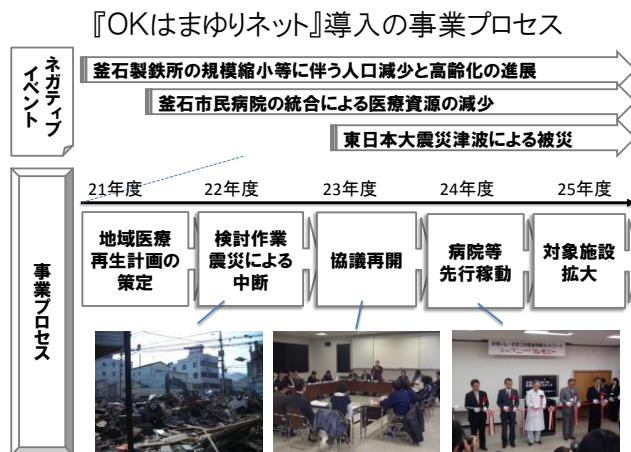 『OKはまゆりネット』導入の事業プロセス
ネガティブ
イベント
釜石製鉄所の規模縮小等に伴う人口減少と高齢化の進展
釜石市民病院の統合による医療資源の減少
東日本大震災津波による被災
事業プロセス
21年度
22年度
23年度
24年度
25年度
地域医療
再生計画の
策定
検討作業
震災による
中断
協議再開
病院等
先行稼動
対象施設
拡大